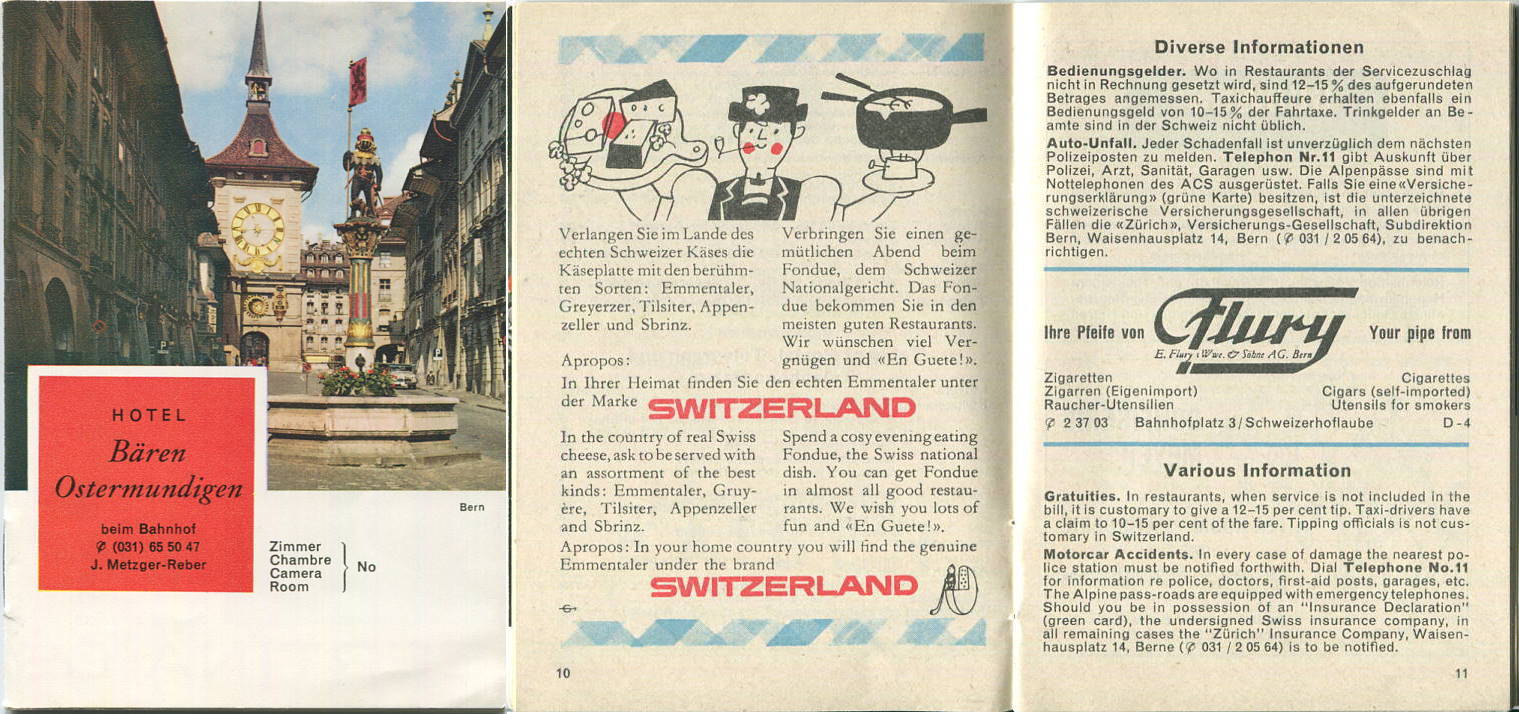 HOTEL
Bären
Ostermundigen
beim Bahnhof
✆ (031) 65 50 47
J. Metzger-Reber
Bern
Zimmer
Chambre
Camera
Room
No
Verlangen Sie im Lande des
echten Schweizer Käses die
Käseplatte mit den berühm-
ten Sorten: Emmentaler,
Greyerzer, Tilsiter, Appen-
zeller und Sbrinz.
Apropos:
Verbringen Sie einen ge-
mütlichen Abend beim
Fondue, dem Schweizer
Nationalgericht. Das Fon-
due bekommen Sie in den
meisten guten Restaurants.
Wir wünschen viel Ver-
gnügen und «En Guete!».
In Ihrer Heimat finden Sie den echten Emmentaler unter
der Marke SWITZERLAND
In the country of real Swiss
cheese, ask to be served with
an assortment of the best
kinds: Emmentaler, Gruy-
ère, Tilsiter, Appenzeller
and Sbrinz.
Spend a cosy evening eating
Fondue, the Swiss national
dish. You can get Fondue
in almost all good restau-
rants. We wish you lots of
fun and «En Guete!».
Apropos: In your home country you will find the genuine
Emmentaler under the brand
SWITZERLAND
10
Diverse Informationen
Bedienungsgelder. Wo in Restaurants der Servicezuschlag
nicht in Rechnung gesetzt wird, sind 12–15 % des aufgerundeten
Betrages angemessen. Taxichauffeure erhalten ebenfalls ein
Bedienungsgeld von 10–15 % der Fahrtaxe. Trinkgelder an Be-
amte sind in der Schweiz nicht üblich.
Auto-Unfall. Jeder Schadenfall ist unverzüglich dem nächsten
Polizeiposten zu melden. Telephon Nr. 11 gibt Auskunft über
Polizei, Arzt, Sanität, Garagen usw. Die Alpenpässe sind mit
Nottelephonen des ACS ausgerüstet. Falls Sie eine «Versiche-
rungserklärung» (grüne Karte) besitzen, ist die unterzeichnete
schweizerische Versicherungsgesellschaft, in allen übrigen
Fällen die «Zürich», Versicherungs-Gesellschaft, Subdirektion
Bern, Waisenhausplatz 14, Bern (✆ 031 / 2 05 64), zu benach-
richtigen.
Ihre Pfeife von Flury Your pipe from
E. Flury's Wwe. & Söhne AG. Bern
Zigaretten Cigarettes
Zigarren (Eigenimport) Cigars (self-imported)
Raucher-Utensilien Utensils for smokers
✆ 2 37 03 Bahnhofplatz 3 / Schweizerhoflaube D-4
Various Information
Gratuities. In restaurants, when service is not included in the
bill, it is customary to give a 12–15 per cent tip. Taxi-drivers have
a claim to 10–15 per cent of the fare. Tipping officials is not cus-
tomary in Switzerland.
Motorcar Accidents. In every case of damage the nearest po-
lice station must be notified forthwith. Dial Telephone No. 11
for information re police, doctors, first-aid posts, garages, etc.
The Alpine pass-roads are equipped with emergency telephones.
Should you be in possession of an "Insurance Declaration"
(green card), the undersigned Swiss insurance company, in
all remaining cases the "Zürich" Insurance Company, Waisen-
hausplatz 14, Berne (✆ 031 / 2 05 64) is to be notified.
11